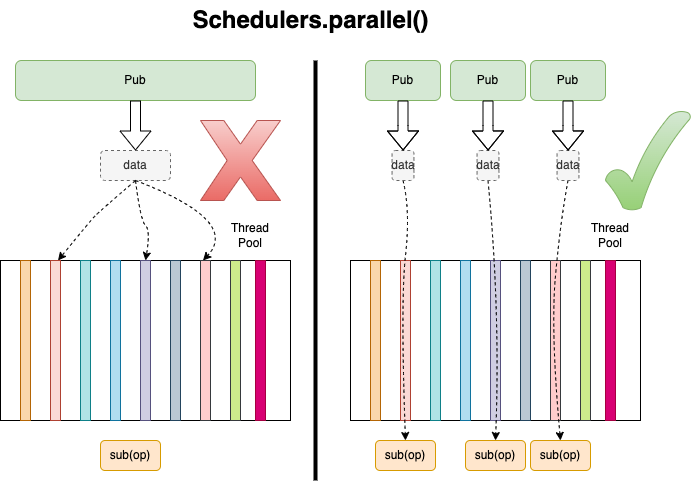 Schedulers.parallel()
Pub
data
Thread
Pool
sub(op)
Pub
Pub
Pub
data
data
data
Thread
Pool
sub(op)
sub(op)
sub(op)